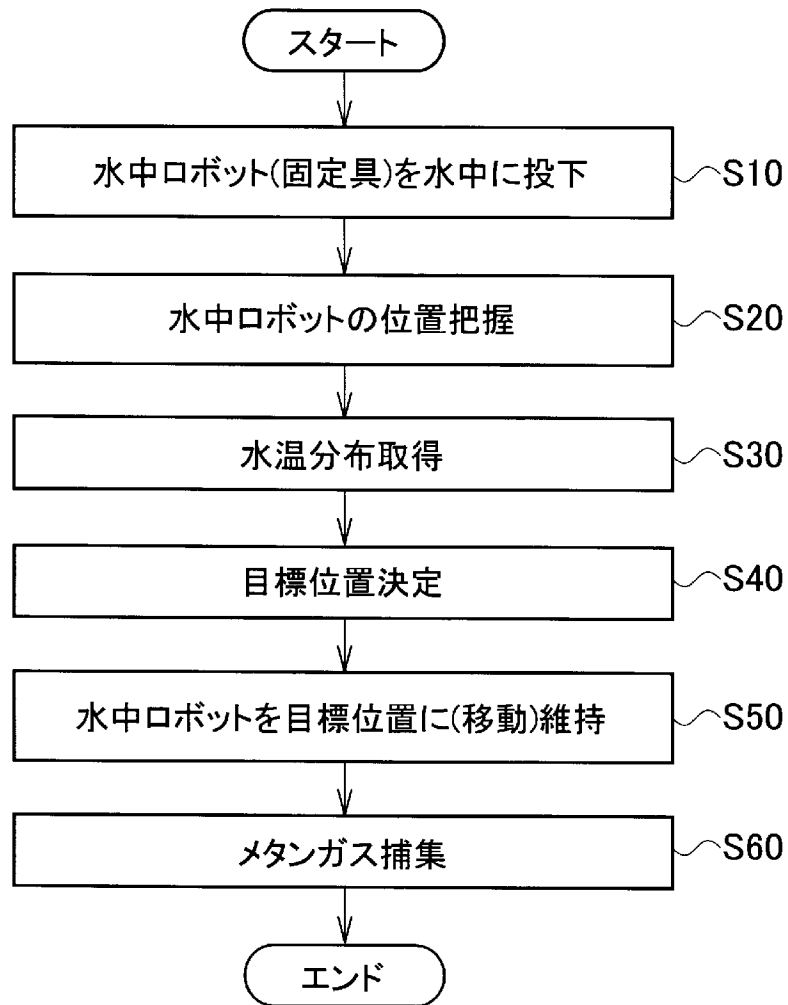 スタート
水中ロボット(固定具)を水中に投下
S10
水中ロボットの位置把握
S20
水温分布取得
S30
目標位置決定
S40
水中ロボットを目標位置に(移動)維持
S50
メタンガス捕集
S60
エンド